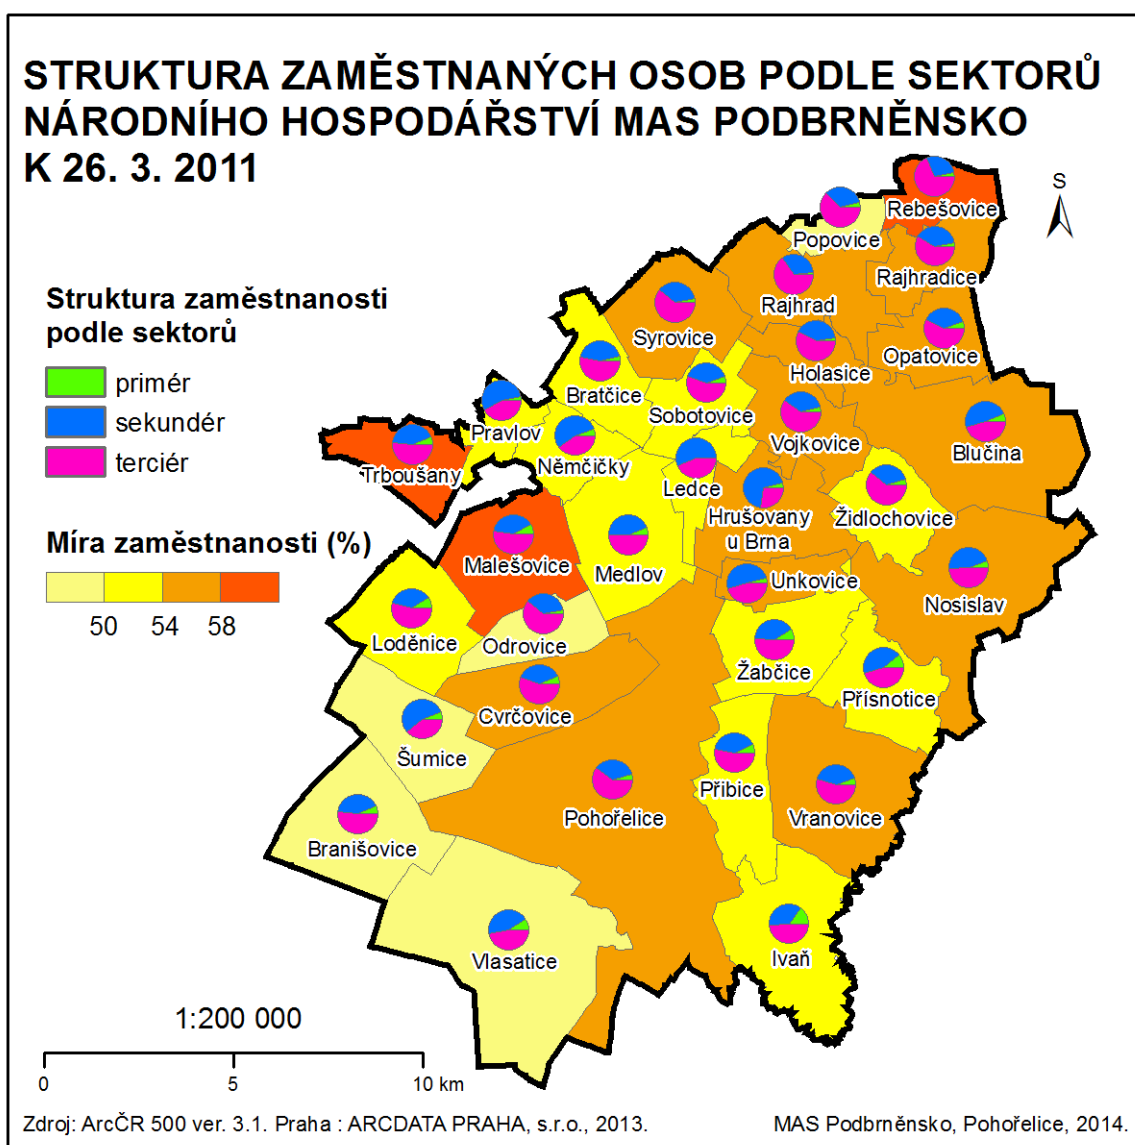 STRUKTURA ZAMĚSTNANÝCH OSOB PODLE SEKTORŮ
NÁRODNÍHO HOSPODÁŘSTVÍ MAS PODBRNĚNSKO
K 26. 3. 2011
S
Rebešovice
Popovice
Rajhradice
Rajhrad
Struktura zaměstnanosti
podle sektorů
primér
sekundér
terciér
Syrovice
Holasice
Opatovice
Bratčice
Sobotovice
Pravlov
Vojkovice
Blučina
Němčičky
Trboušany
Ledce
Hrušovany
u Brna
Židlochovice
Míra zaměstnanosti (%)
50 54 58
Malešovice
Medlov
Unkovice
Nosislav
Loděnice
Odrovice
Žabčice
Přísnotice
Cvrčovice
Šumice
Přibice
Pohořelice
Vranovice
Branišovice
Vlasatice
Ivaň
1:200 000
0 5 10 km
Zdroj: ArcČR 500 ver. 3.1. Praha : ARCDATA PRAHA, s.r.o., 2013.
MAS Podbrněnsko, Pohořelice, 2014.